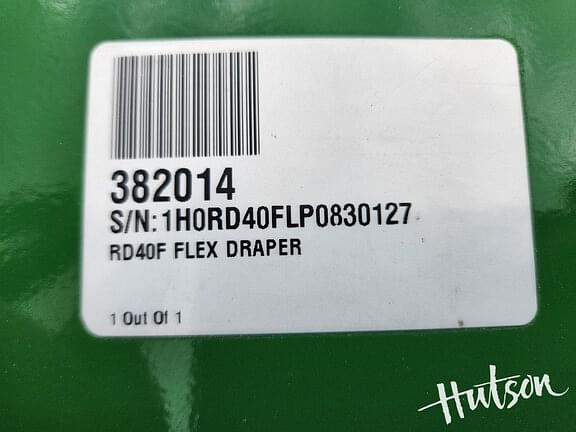 382014
S/N:1H0RD40FLP0830127
RD40F FLEX DRAPER
1 Out Of 1
Hutson